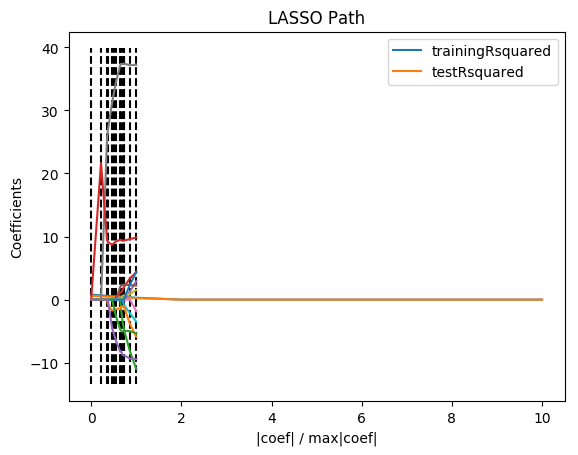 LASSO Path
trainingRsquared
testRsquared
Coefficients
40
30
20
10
0
−10
0 2 4 6 8 10
|coef| / max|coef|